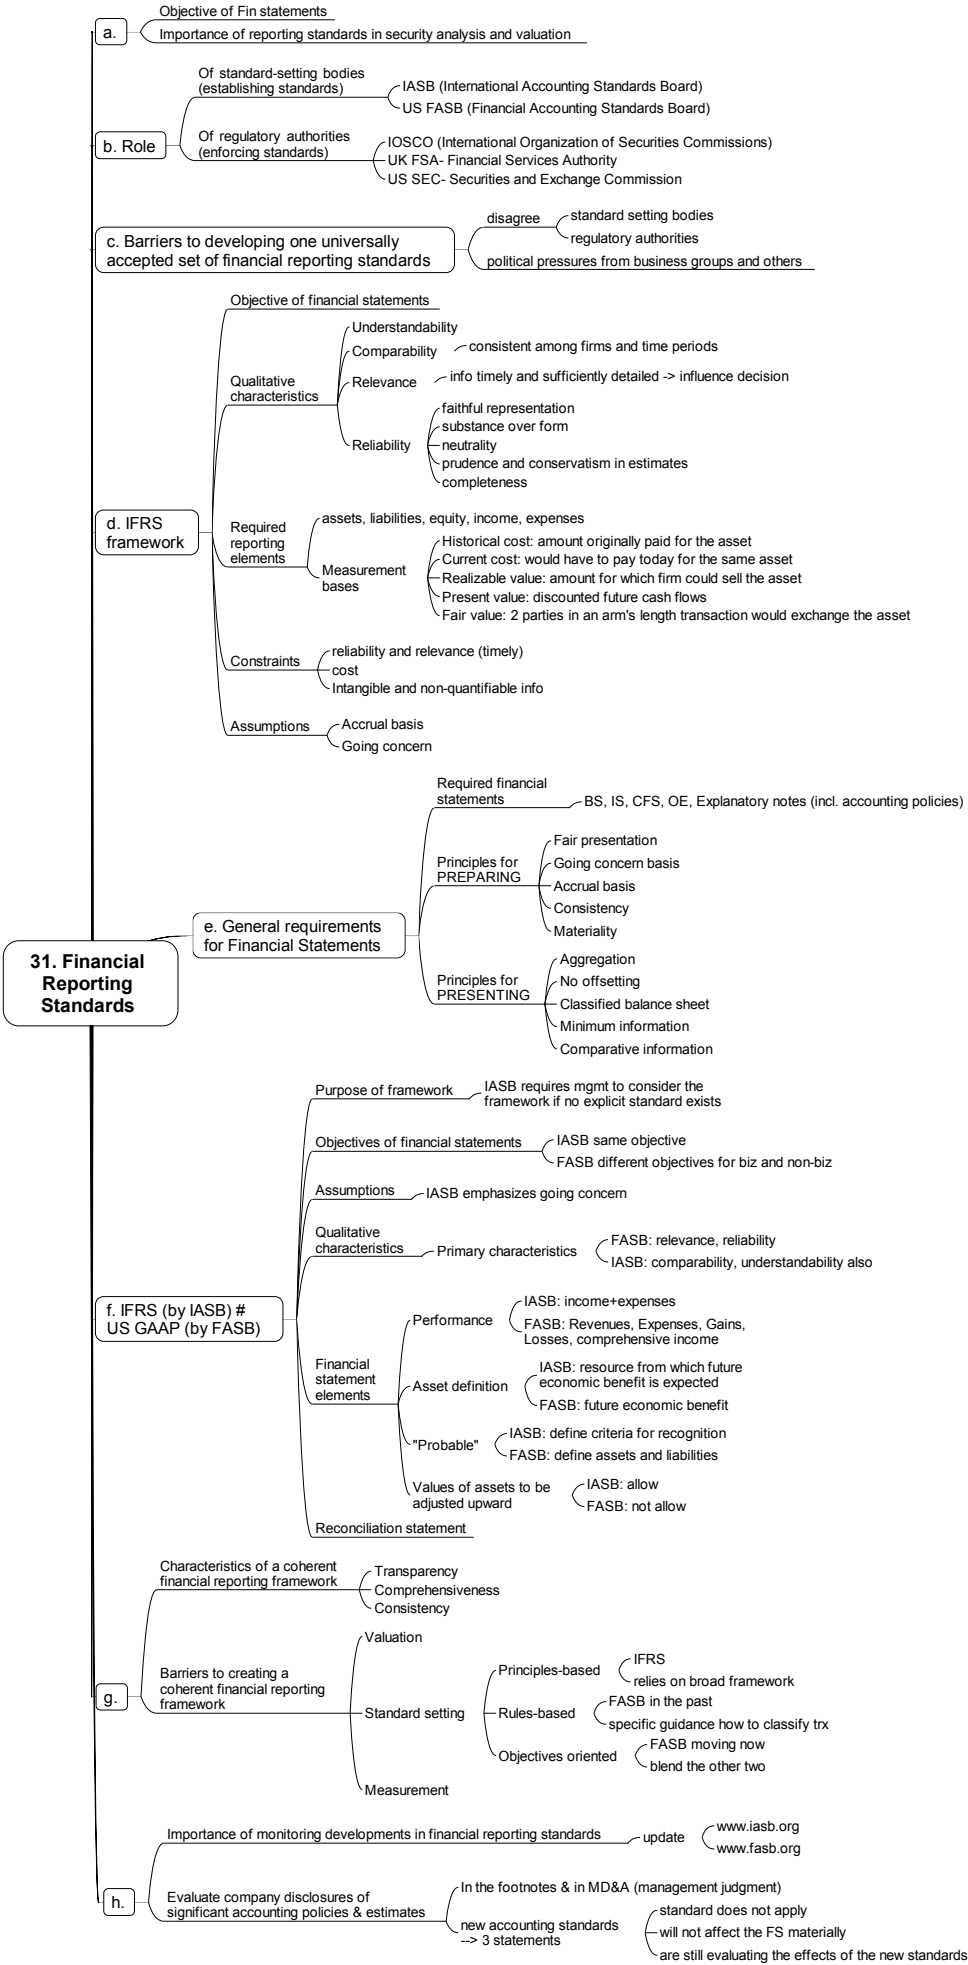 a.
Objective of Fin statements
Importance of reporting standards in security analysis and valuation
b. Role
Of standard-setting bodies
(establishing standards)
IASB (International Accounting Standards Board)
US FASB (Financial Accounting Standards Board)
Of regulatory authorities
(enforcing standards)
IOSCO (International Organization of Securities Commissions)
UK FSA- Financial Services Authority
US SEC- Securities and Exchange Commission
c. Barriers to developing one universally
accepted set of financial reporting standards
disagree
standard setting bodies
regulatory authorities
political pressures from business groups and others
d. IFRS
framework
Objective of financial statements
Qualitative
characteristics
Understandability
Comparability
consistent among firms and time periods
Relevance
info timely and sufficiently detailed -> influence decision
Reliability
faithful representation
substance over form
neutrality
prudence and conservatism in estimates
completeness
Required
reporting
elements
assets, liabilities, equity, income, expenses
Measurement
bases
Historical cost: amount originally paid for the asset
Current cost: would have to pay today for the same asset
Realizable value: amount for which firm could sell the asset
Present value: discounted future cash flows
Fair value: 2 parties in an arm's length transaction would exchange the asset
Constraints
reliability and relevance (timely)
cost
Intangible and non-quantifiable info
Assumptions
Accrual basis
Going concern
31. Financial
Reporting
Standards
e. General requirements
for Financial Statements
Required financial
statements
BS, IS, CFS, OE, Explanatory notes (incl. accounting policies)
Principles for
PREPARING
Fair presentation
Going concern basis
Accrual basis
Consistency
Materiality
Principles for
PRESENTING
Aggregation
No offsetting
Classified balance sheet
Minimum information
Comparative information
f. IFRS (by IASB) #
US GAAP (by FASB)
Purpose of framework
IASB requires mgmt to consider the
framework if no explicit standard exists
Objectives of financial statements
IASB same objective
FASB different objectives for biz and non-biz
Assumptions
IASB emphasizes going concern
Qualitative
characteristics
Primary characteristics
FASB: relevance, reliability
IASB: comparability, understandability also
Financial
statement
elements
Performance
IASB: income+expenses
FASB: Revenues, Expenses, Gains,
Losses, comprehensive income
Asset definition
IASB: resource from which future
economic benefit is expected
FASB: future economic benefit
"Probable"
IASB: define criteria for recognition
FASB: define assets and liabilities
Values of assets to be
adjusted upward
IASB: allow
FASB: not allow
Reconciliation statement
g.
Characteristics of a coherent
financial reporting framework
Transparency
Comprehensiveness
Consistency
Barriers to creating a
coherent financial reporting
framework
Valuation
Standard setting
Principles-based
IFRS
relies on broad framework
Rules-based
FASB in the past
specific guidance how to classify trx
Objectives oriented
FASB moving now
blend the other two
Measurement
h.
Importance of monitoring developments in financial reporting standards
update
www.iasb.org
www.fasb.org
Evaluate company disclosures of
significant accounting policies & estimates
In the footnotes & in MD&A (management judgment)
new accounting standards
--> 3 statements
standard does not apply
will not affect the FS materially
are still evaluating the effects of the new standards